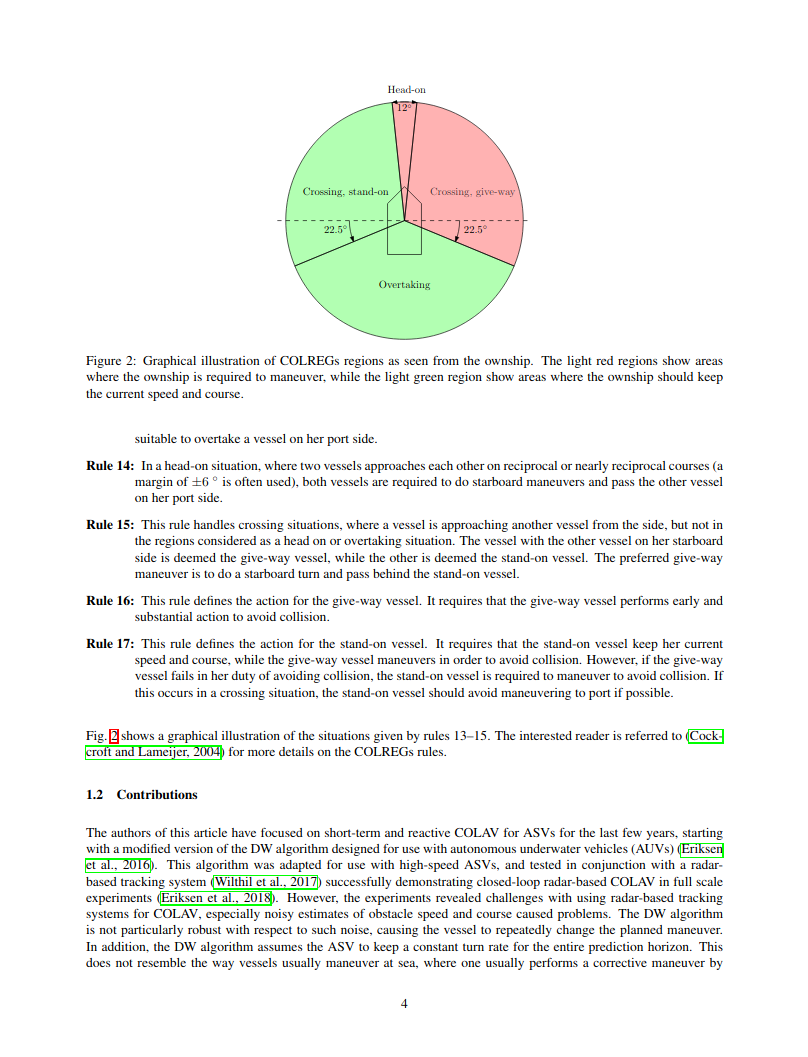 Head-on
12°
Crossing, stand-on
Crossing, give-way
22.5°
22.5°
Overtaking
Figure 2: Graphical illustration of COLREGs regions as seen from the ownship. The light red regions show areas
where the ownship is required to maneuver, while the light green region show areas where the ownship should keep
the current speed and course.
suitable to overtake a vessel on her port side.
Rule 14: In a head-on situation, where two vessels approaches each other on reciprocal or nearly reciprocal courses (a
margin of ±6 ° is often used), both vessels are required to do starboard maneuvers and pass the other vessel
on her port side.
Rule 15: This rule handles crossing situations, where a vessel is approaching another vessel from the side, but not in
the regions considered as a head on or overtaking situation. The vessel with the other vessel on her starboard
side is deemed the give-way vessel, while the other is deemed the stand-on vessel. The preferred give-way
maneuver is to do a starboard turn and pass behind the stand-on vessel.
Rule 16: This rule defines the action for the give-way vessel. It requires that the give-way vessel performs early and
substantial action to avoid collision.
Rule 17: This rule defines the action for the stand-on vessel. It requires that the stand-on vessel keep her current
speed and course, while the give-way vessel maneuvers in order to avoid collision. However, if the give-way
vessel fails in her duty of avoiding collision, the stand-on vessel is required to maneuver to avoid collision. If
this occurs in a crossing situation, the stand-on vessel should avoid maneuvering to port if possible.
Fig. 2 shows a graphical illustration of the situations given by rules 13–15. The interested reader is referred to (Cock-
croft and Lameijer, 2004) for more details on the COLREGs rules.
1.2 Contributions
The authors of this article have focused on short-term and reactive COLAV for ASVs for the last few years, starting
with a modified version of the DW algorithm designed for use with autonomous underwater vehicles (AUVs) (Eriksen
et al., 2016). This algorithm was adapted for use with high-speed ASVs, and tested in conjunction with a radar-
based tracking system (Wilthil et al., 2017) successfully demonstrating closed-loop radar-based COLAV in full scale
experiments (Eriksen et al., 2018). However, the experiments revealed challenges with using radar-based tracking
systems for COLAV, especially noisy estimates of obstacle speed and course caused problems. The DW algorithm
is not particularly robust with respect to such noise, causing the vessel to repeatedly change the planned maneuver.
In addition, the DW algorithm assumes the ASV to keep a constant turn rate for the entire prediction horizon. This
does not resemble the way vessels usually maneuver at sea, where one usually performs a corrective maneuver by
4